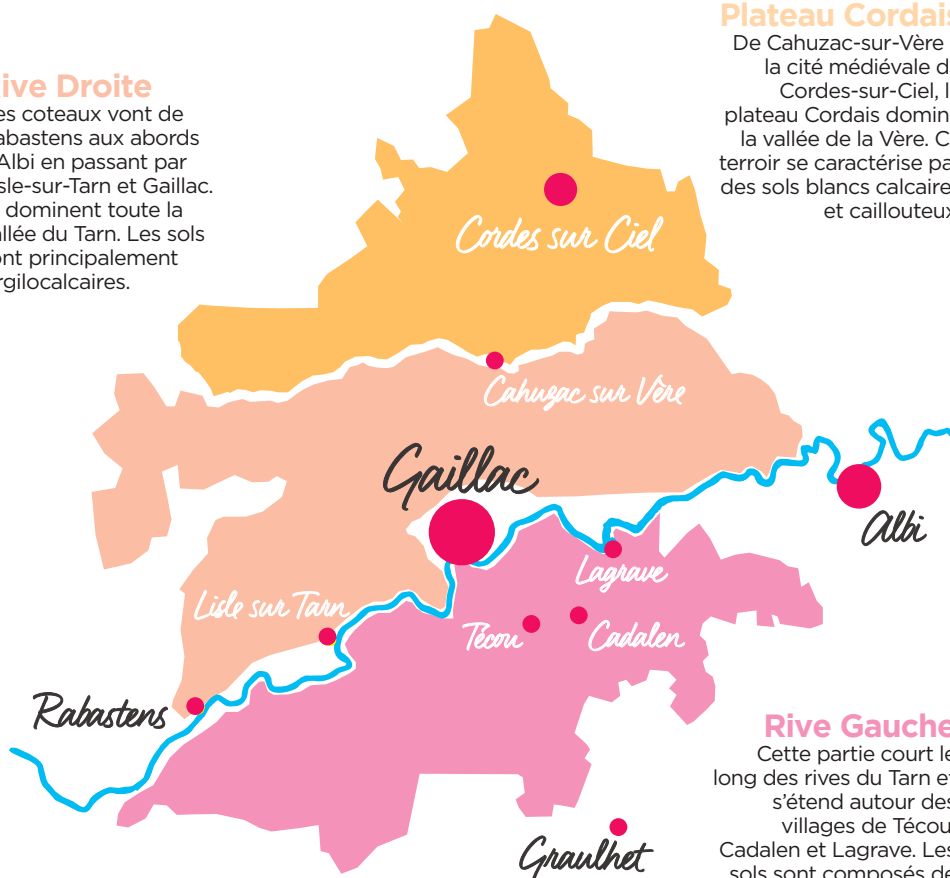 Plateau Cordais
De Cahuzac-sur-Vère
la cité médiévale d
Cordes-sur-Ciel, l
plateau Cordais domin
la vallée de la Vère. C
terroir se caractérise pa
des sols blancs calcaire
et caillouteux
ive Droite
es coteaux vont de
abastens aux abords
Albi en passant par
isle-sur-Tarn et Gaillac.
dominent toute la
allée du Tarn. Les sols
ont principalement
rgilocalcaires.
Cordes sur Ciel
Cahuzac sur Vère
Gaillac
Albi
Lagrave
Lisle sur Tarn
Técou
Cadalen
Rabastens
Rive Gauche
Cette partie court le
long des rives du Tarn et
s'étend autour des
villages de Técou
Cadalen et Lagrave. Les
sols sont composés de
Graulhet